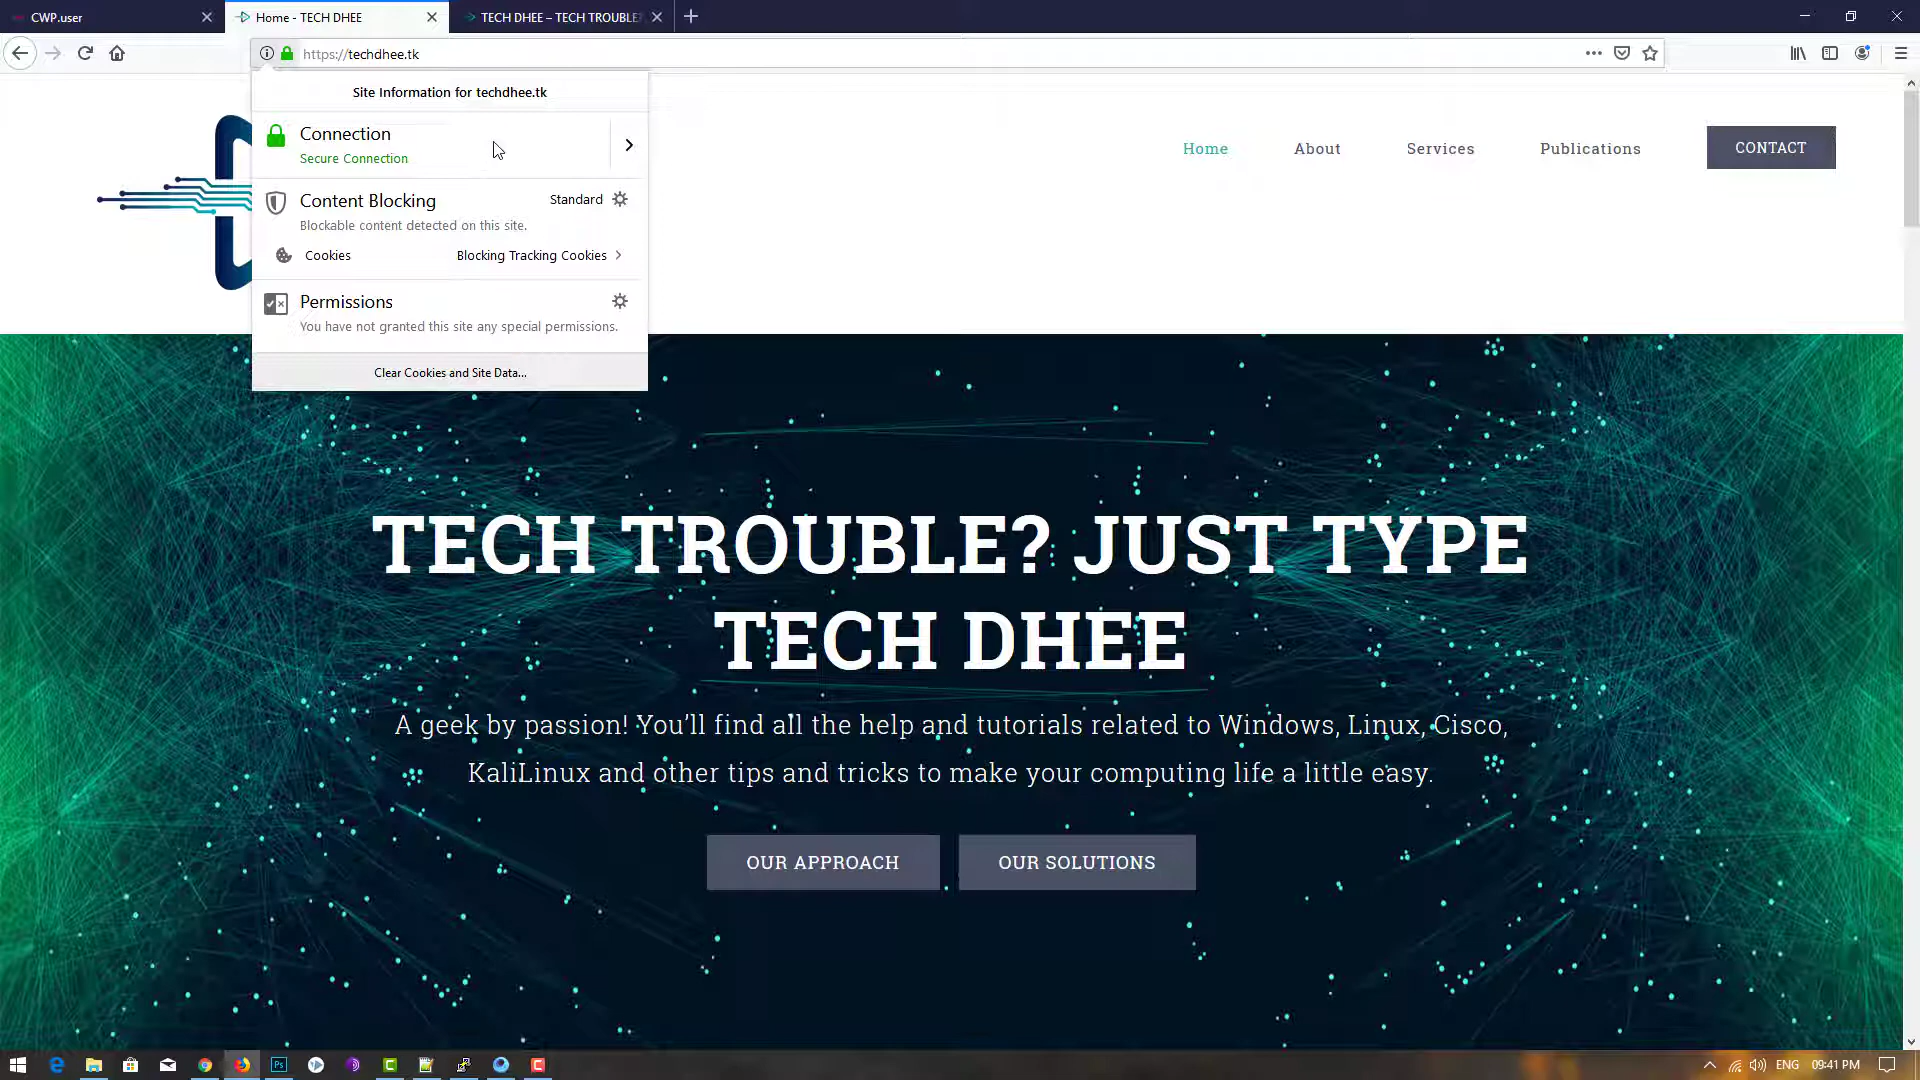 CWP.user
Home - TECH DHEE
TECH DHEE – TECH TROUBLE?
https://techdhee.tk
Site Information for techdhee.tk
Connection
Secure Connection
Content Blocking
Standard
Blockable content detected on this site.
Cookies
Blocking Tracking Cookies
Permissions
You have not granted this site any special permissions.
Clear Cookies and Site Data...
Home
About
Services
Publications
CONTACT
TECH TROUBLE? JUST TYPE
TECH DHEE
A geek by passion! You’ll find all the help and tutorials related to Windows, Linux, Cisco,
KaliLinux and other tips and tricks to make your computing life a little easy.
OUR APPROACH
OUR SOLUTIONS
Ps
ENG
09:41 PM